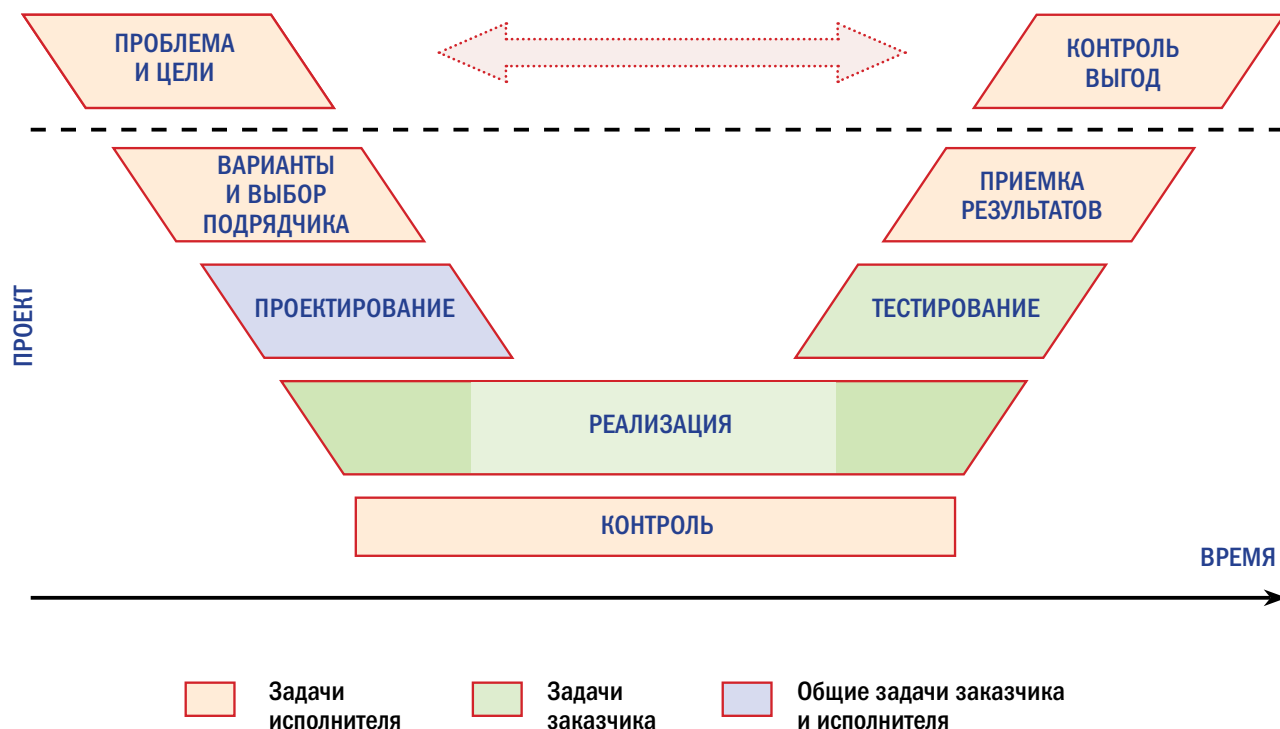 ПРОБЛЕМА
И ЦЕЛИ
КОНТРОЛЬ
ВЫГОД
ВАРИАНТЫ
И ВЫБОР
ПОДРЯДЧИКА
ПРИЕМКА
РЕЗУЛЬТАТОВ
ПРОЕКТ
ПРОЕКТИРОВАНИЕ
ТЕСТИРОВАНИЕ
РЕАЛИЗАЦИЯ
КОНТРОЛЬ
ВРЕМЯ
Задачи
исполнителя
Задачи
заказчика
Общие задачи заказчика
и исполнителя